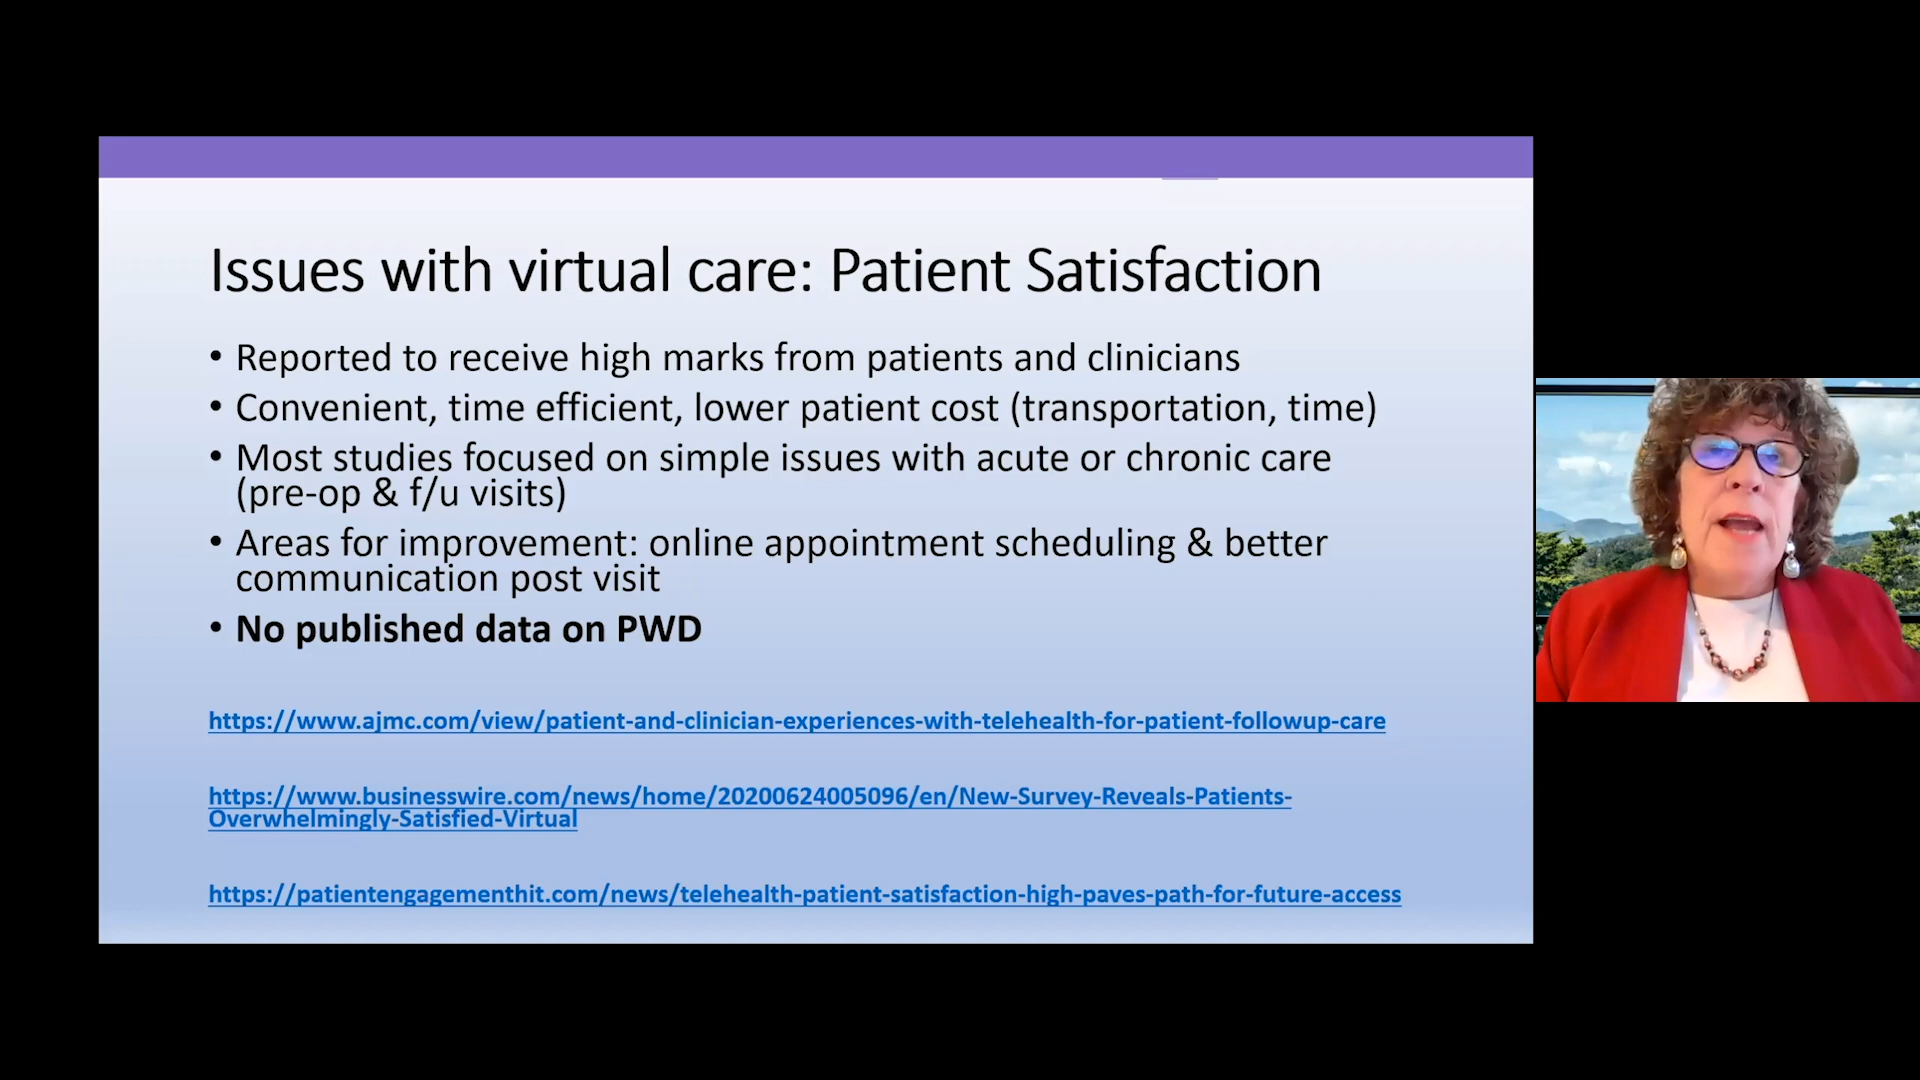 Issues with virtual care: Patient Satisfaction
• Reported to receive high marks from patients and clinicians
• Convenient, time efficient, lower patient cost (transportation, time)
• Most studies focused on simple issues with acute or chronic care
(pre-op & f/u visits)
• Areas for improvement: online appointment scheduling & better
communication post visit
• No published data on PWD
https://www.ajmc.com/view/patient-and-clinician-experiences-with-telehealth-for-patient-followup-care
https://www.businesswire.com/news/home/20200624005096/en/New-Survey-Reveals-Patients-
Overwhelmingly-Satisfied-Virtual
https://patientengagementhit.com/news/telehealth-patient-satisfaction-high-paves-path-for-future-access